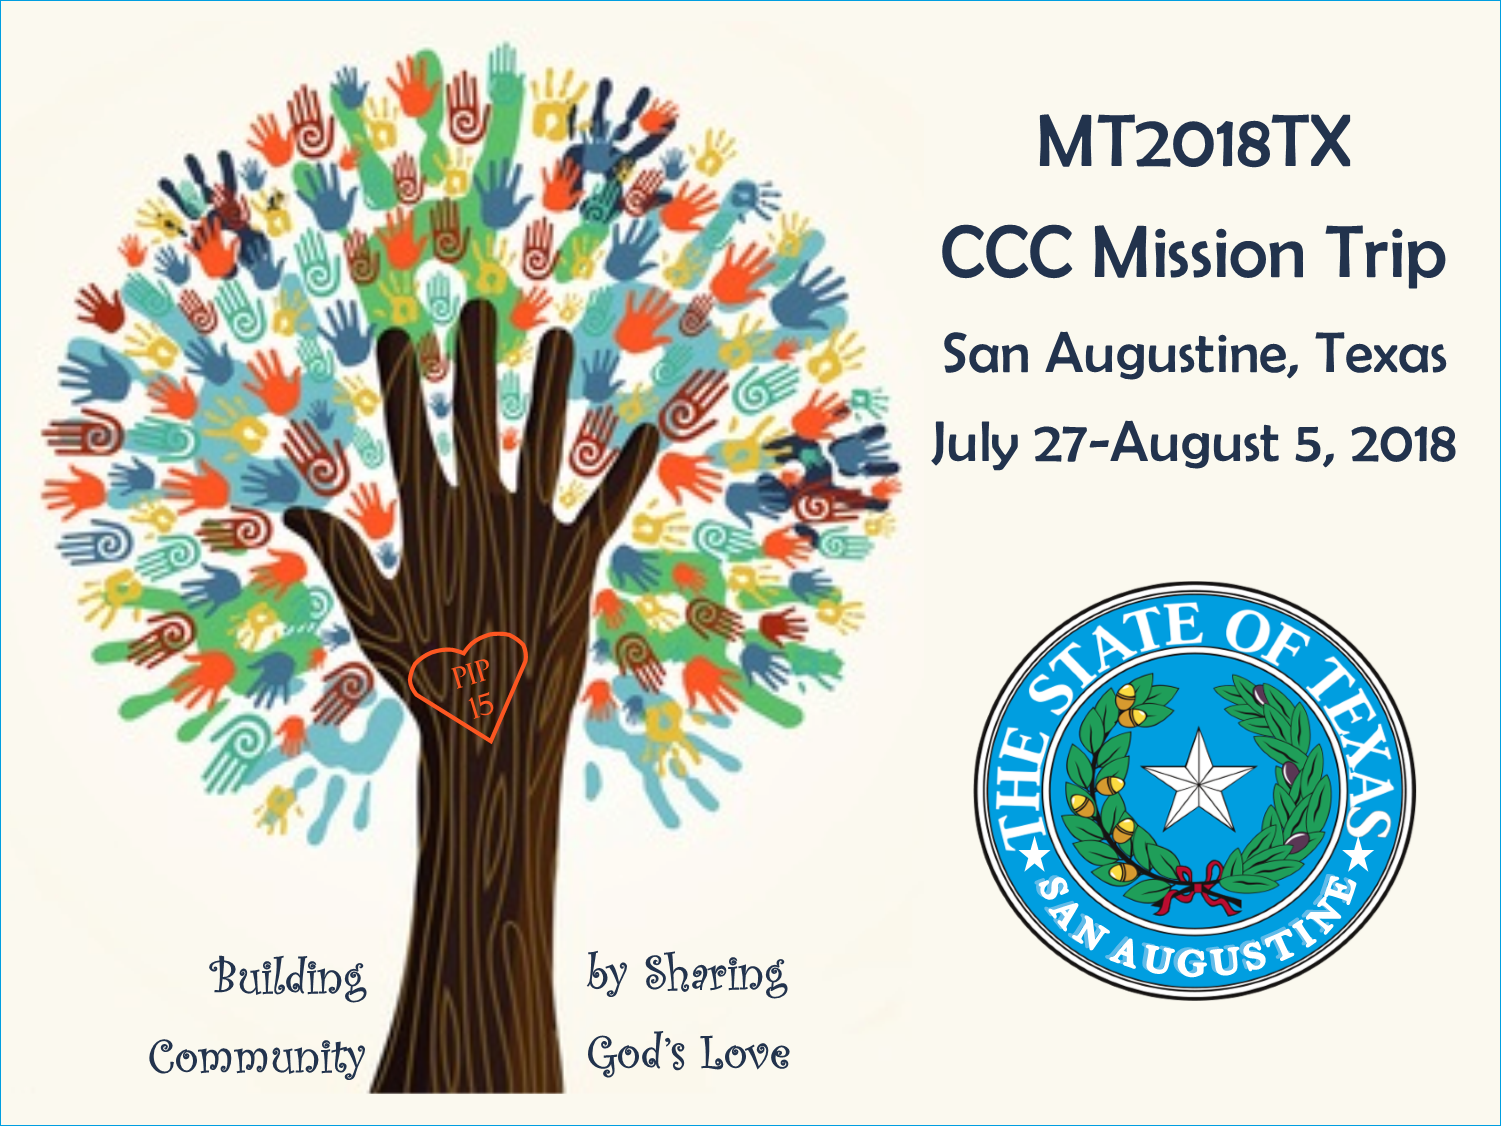 MT2018TX
CCC Mission Trip
San Augustine, Texas
July 27-August 5, 2018
PIP
15
THE STATE OF TEXAS
SAN AUGUSTINE
Building
Community
by Sharing
God's Love